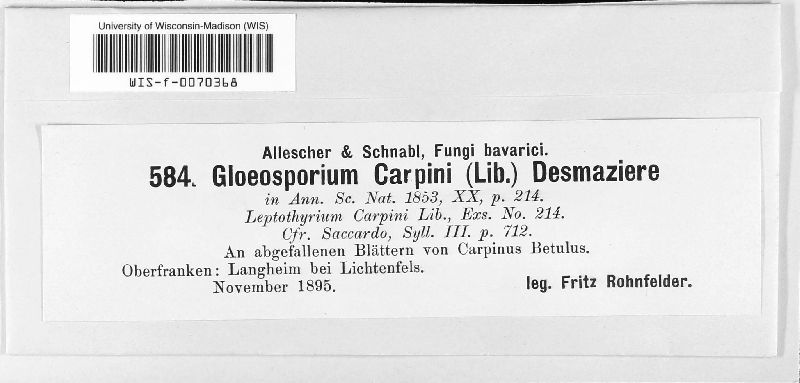 University of Wisconsin-Madison (WIS)
WIS-f-0070368
Allescher & Schnabl, Fungi bavarici.
584. Gloeosporium Carpini (Lib.) Desmaziere
in Ann. Sc. Nat. 1853, XX, p. 214.
Leptothyrium Carpini Lib., Exs. No. 214.
Cfr. Saccardo, Syll. III. p. 712.
An abgefallenen Blättern von Carpinus Betulus.
Oberfranken: Langheim bei Lichtenfels.
November 1895.
leg. Fritz Rohnfelder.